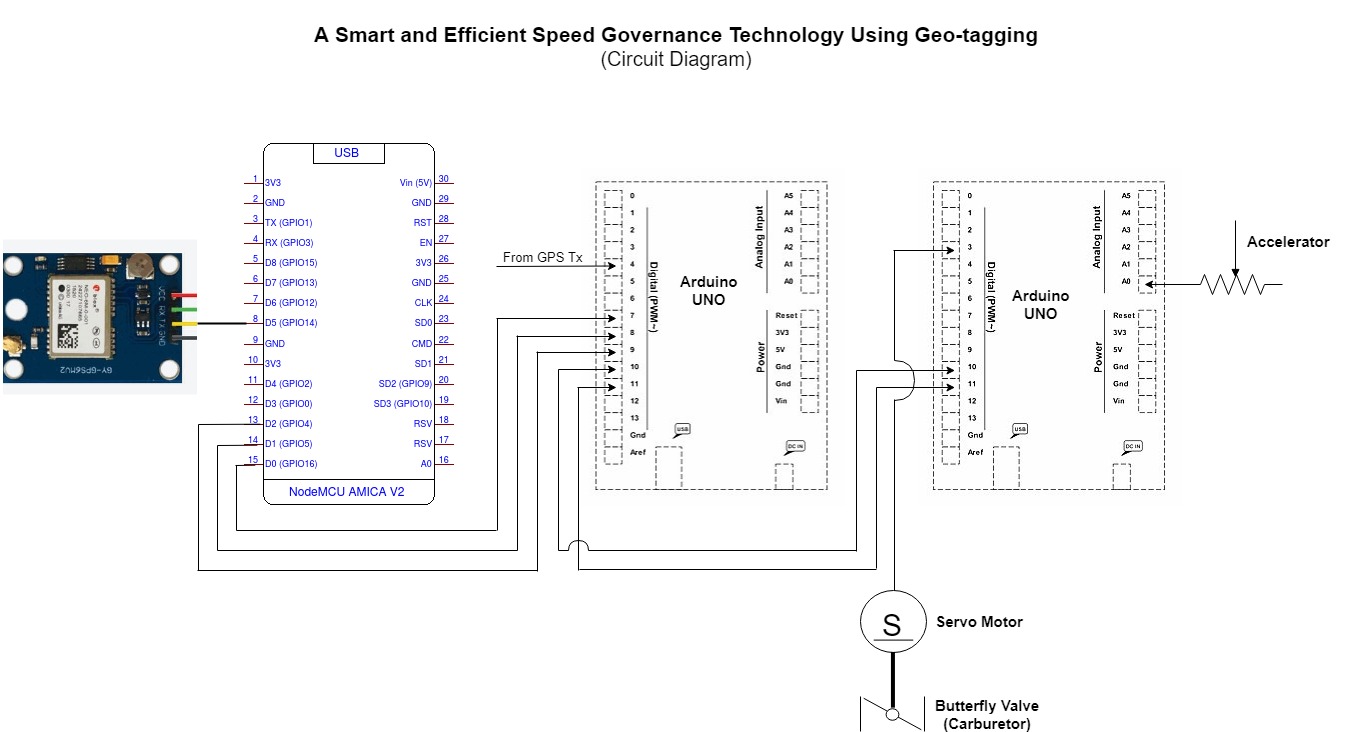 A Smart and Efficient Speed Governance Technology Using Geo-tagging
(Circuit Diagram)
VCC RX TX GND
GY-GPS6MV2
USB
1 3V3 Vin (5V) 30
2 GND GND 29
3 TX (GPIO1) RST 28
4 RX (GPIO3) EN 27
5 D8 (GPIO15) 3V3 26
6 D7 (GPIO13) GND 25
7 D6 (GPIO12) CLK 24
8 D5 (GPIO14) SD0 23
9 GND CMD 22
10 3V3 SD1 21
11 D4 (GPIO2) SD2 (GPIO9) 20
12 D3 (GPIO0) SD3 (GPIO10) 19
13 D2 (GPIO4) RSV 18
14 D1 (GPIO5) RSV 17
15 D0 (GPIO16) A0 16
NodeMCU AMICA V2
From GPS Tx
0 A5
1 A4
2 A3
3 A2
4 A1
5 A0
6
7 Reset
8 3V3
9 5V
10 Gnd
11 Gnd
12 Vin
13
Gnd
Aref
Digital (PWM~)
Analog Input
Power
Arduino
UNO
USB
DC IN
0 A5
1 A4
2 A3
3 A2
4 A1
5 A0
6
7 Reset
8 3V3
9 5V
10 Gnd
11 Gnd
12 Vin
13
Gnd
Aref
Digital (PWM~)
Analog Input
Power
Arduino
UNO
USB
DC IN
Accelerator
S
Servo Motor
Butterfly Valve
(Carburetor)